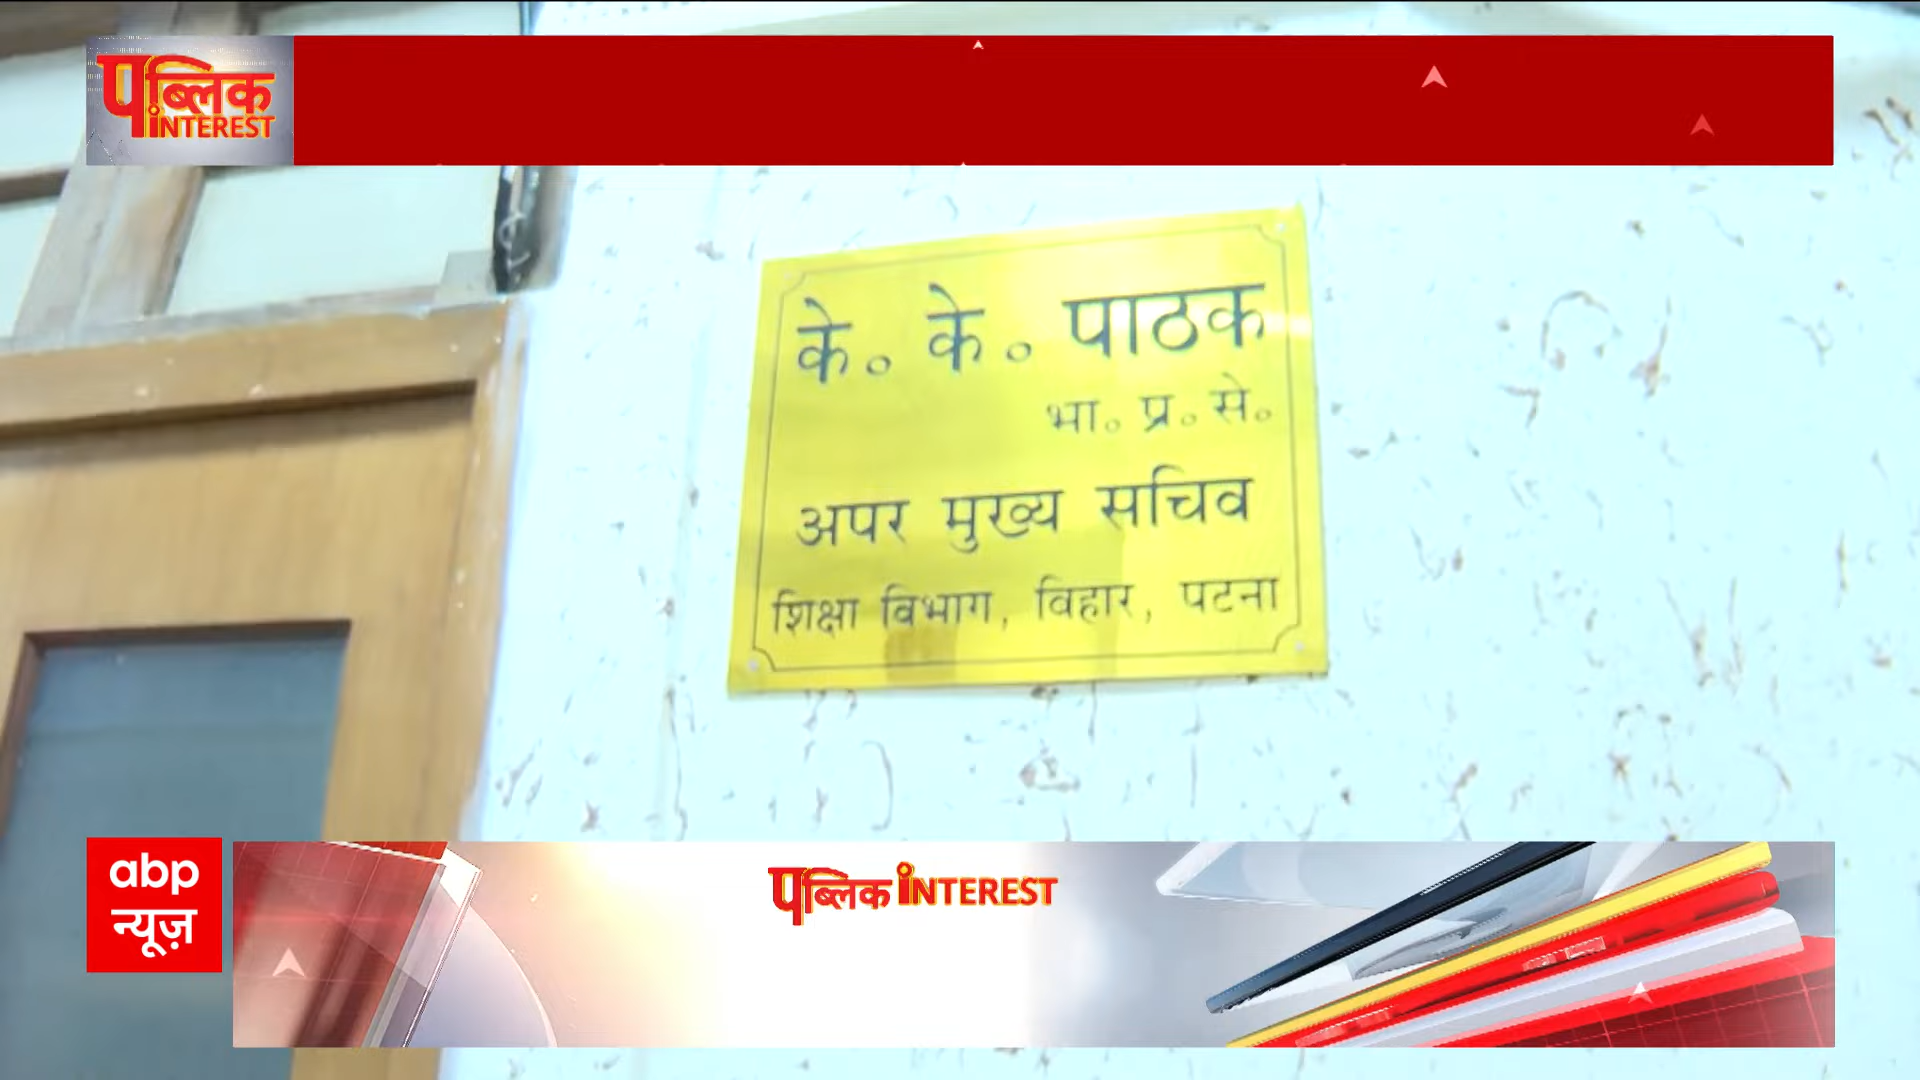 पब्लिक
INTEREST
के. के. पाठक
भा. प्र. से.
अपर मुख्य सचिव
शिक्षा विभाग, बिहार, पटना
abp
न्यूज़
पब्लिक INTEREST